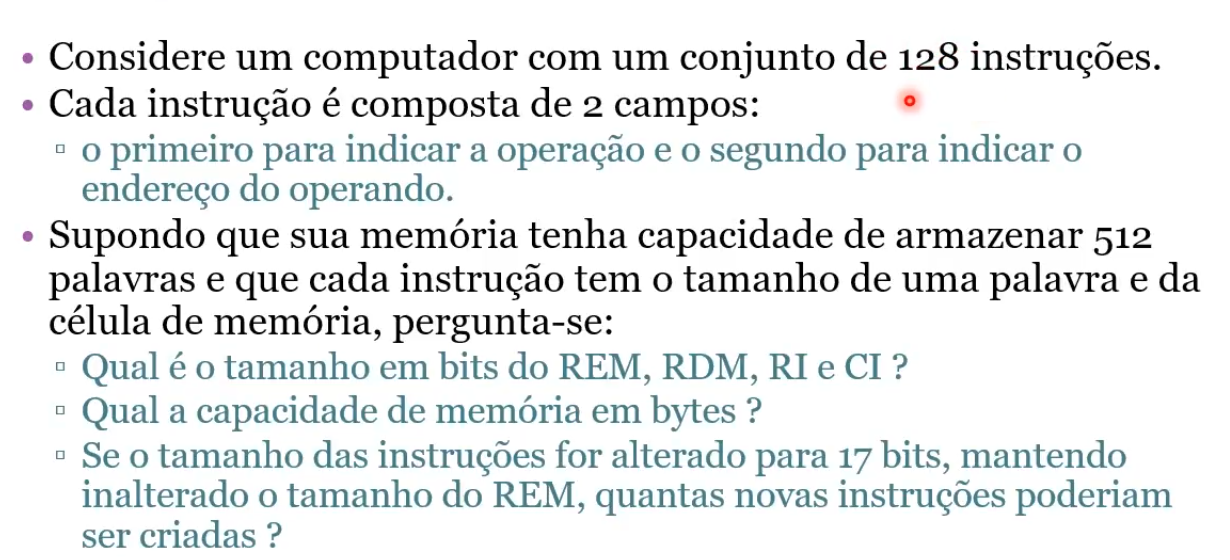 • Considere um computador com um conjunto de 128 instruções.
• Cada instrução é composta de 2 campos:
▫ o primeiro para indicar a operação e o segundo para indicar o
endereço do operando.
• Supondo que sua memória tenha capacidade de armazenar 512
palavras e que cada instrução tem o tamanho de uma palavra e da
célula de memória, pergunta-se:
▫ Qual é o tamanho em bits do REM, RDM, RI e CI ?
▫ Qual a capacidade de memória em bytes ?
▫ Se o tamanho das instruções for alterado para 17 bits, mantendo
inalterado o tamanho do REM, quantas novas instruções poderiam
ser criadas ?